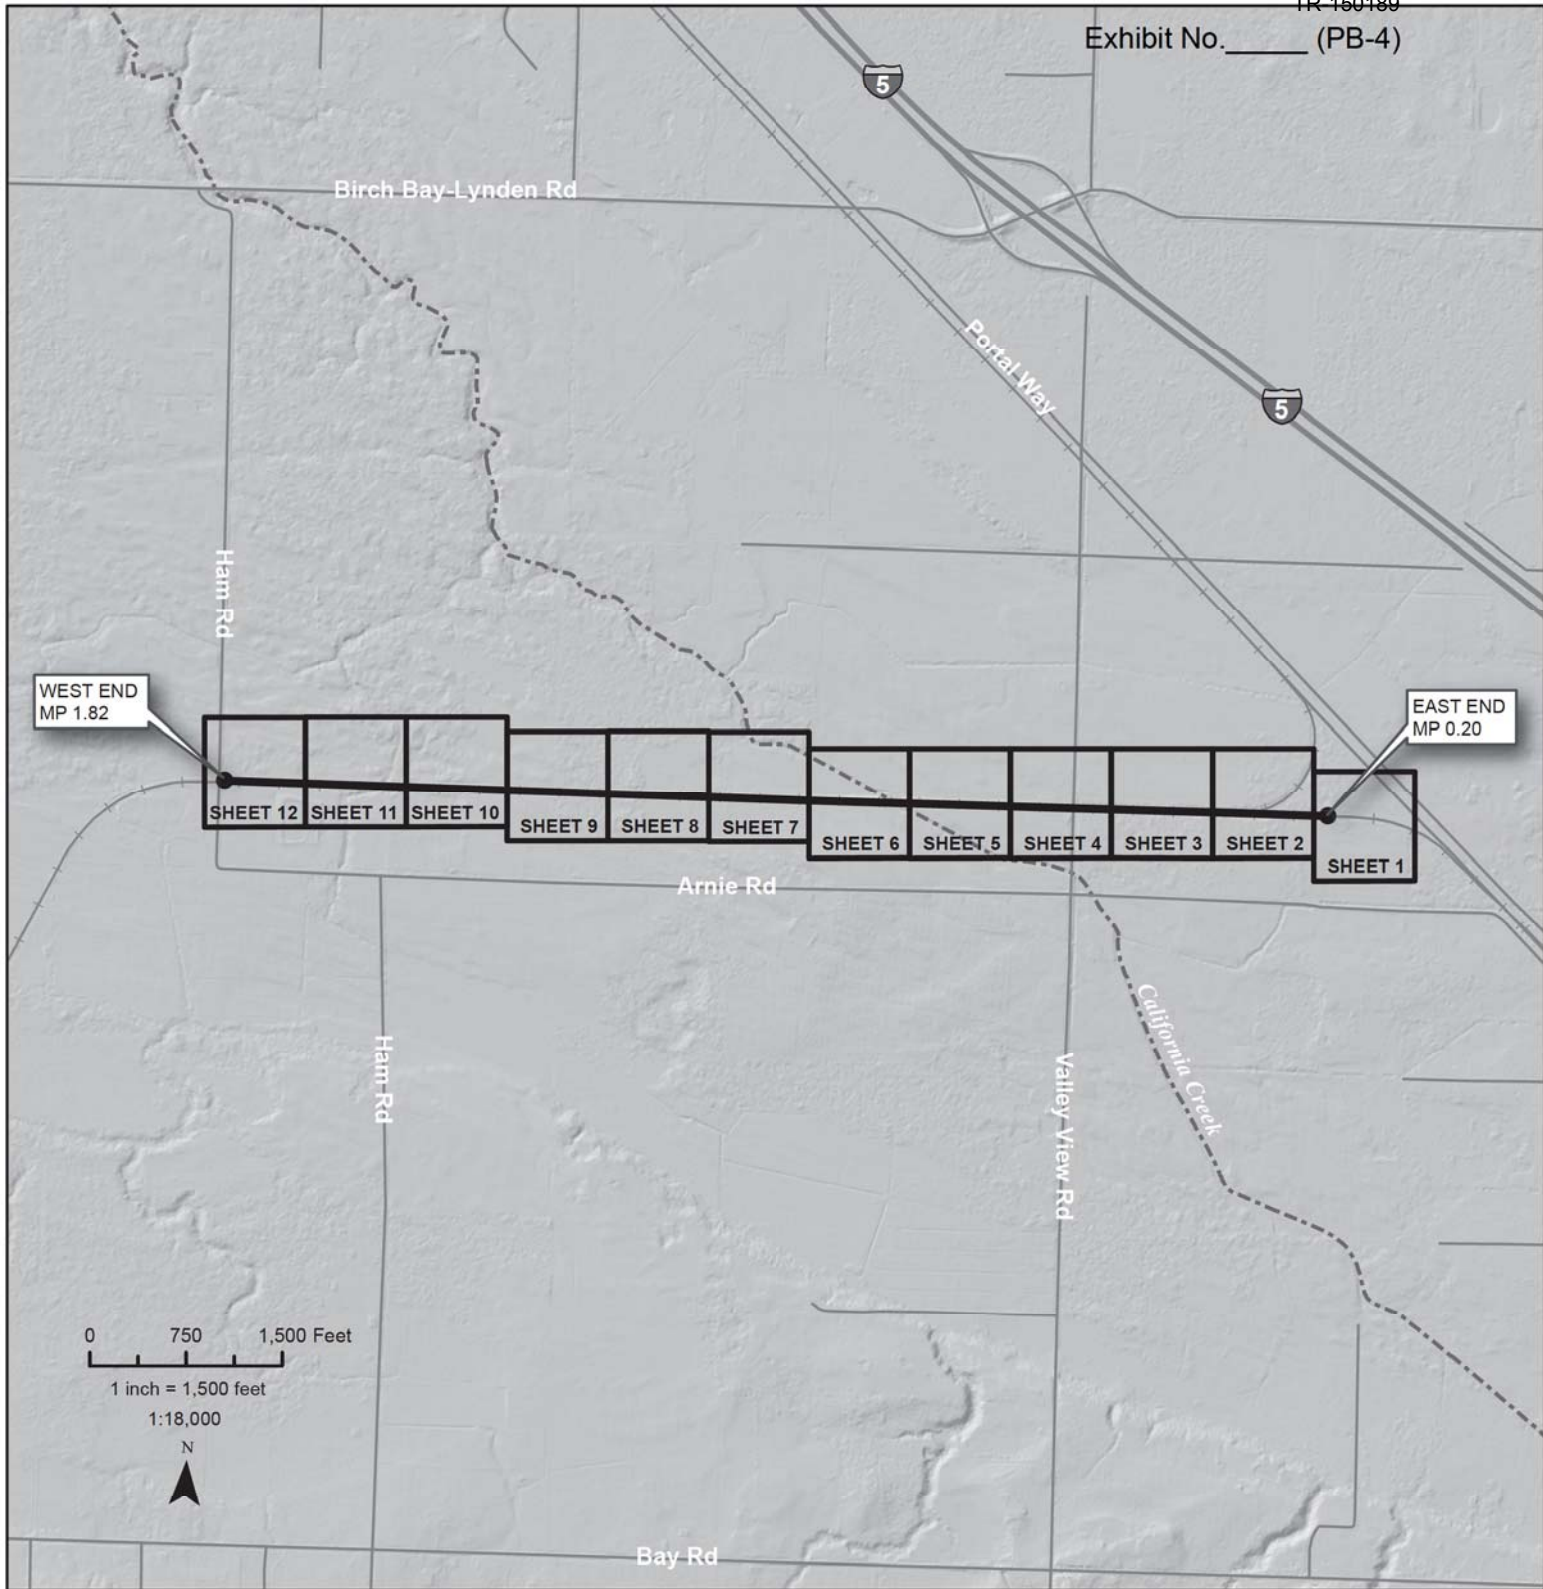 TR-150189
Exhibit No. (PB-4)
5
Birch Bay-Lynden Rd
Portal Way
5
Ham Rd
WEST END
MP 1.82
EAST END
MP 0.20
SHEET 12
SHEET 11
SHEET 10
SHEET 9
SHEET 8
SHEET 7
SHEET 6
SHEET 5
SHEET 4
SHEET 3
SHEET 2
SHEET 1
Arnie Rd
California Creek
Ham Rd
Valley View Rd
0 750 1,500 Feet
1 inch = 1,500 feet
1:18,000
N
Bay Rd